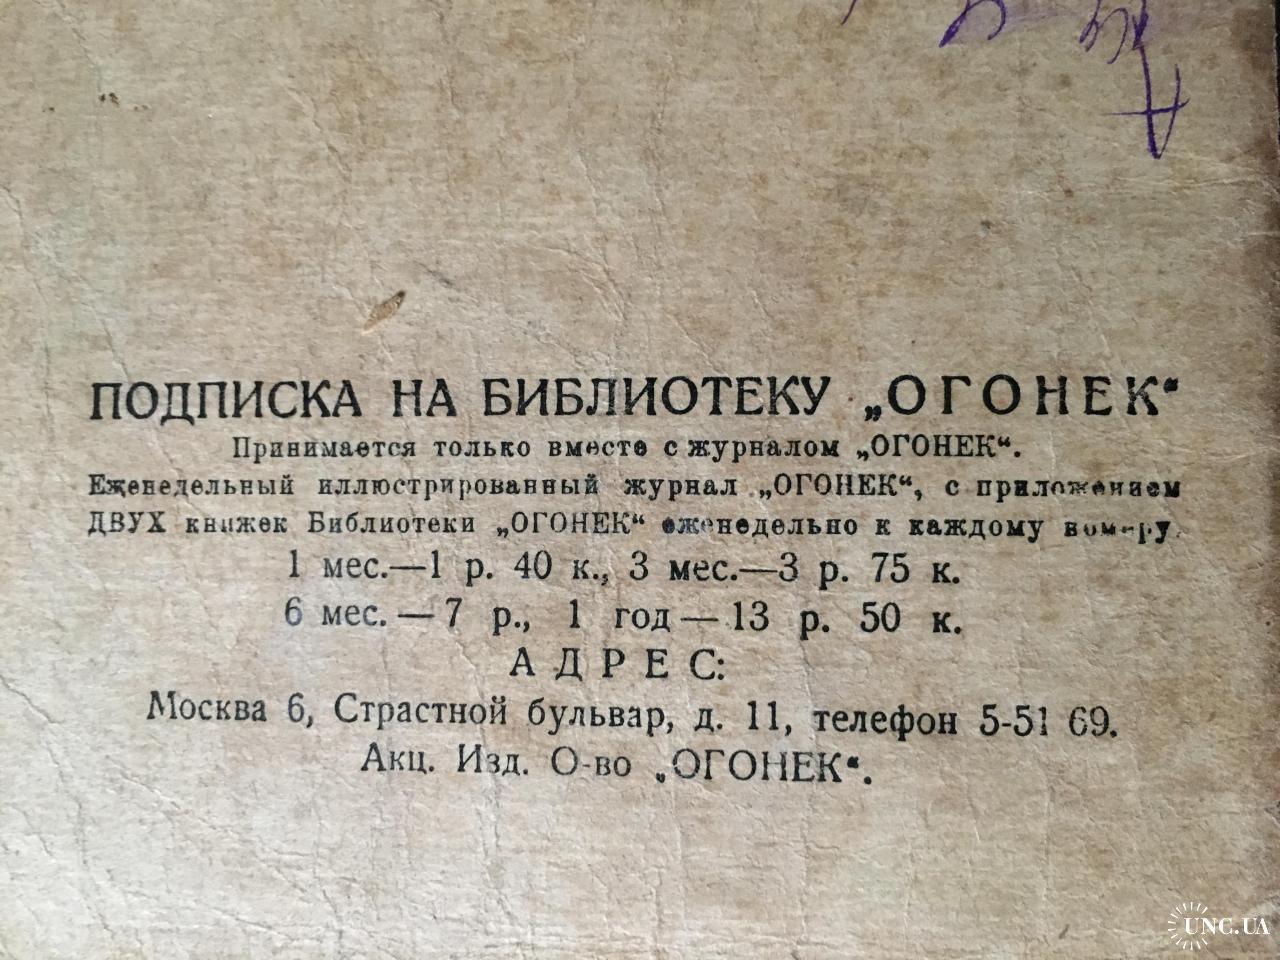 ПОДПИСКА НА БИБЛИОТЕКУ „ОГОНЕК“
Принимается только вместе с журналом „ОГОНЕК“.
Еженедельный иллюстрированный журнал „ОГОНЕК“, с приложением
ДВУХ книжек Библиотеки „ОГОНЕК“ еженедельно к каждому номеру.
1 мес.—1 р. 40 к., 3 мес.—3 р. 75 к.
6 мес. — 7 р., 1 год — 13 р. 50 к.
АДРЕС:
Москва 6, Страстной бульвар, д. 11, телефон 5-51 69.
Акц. Изд. О-во „ОГОНЕК“.
UNC.UA